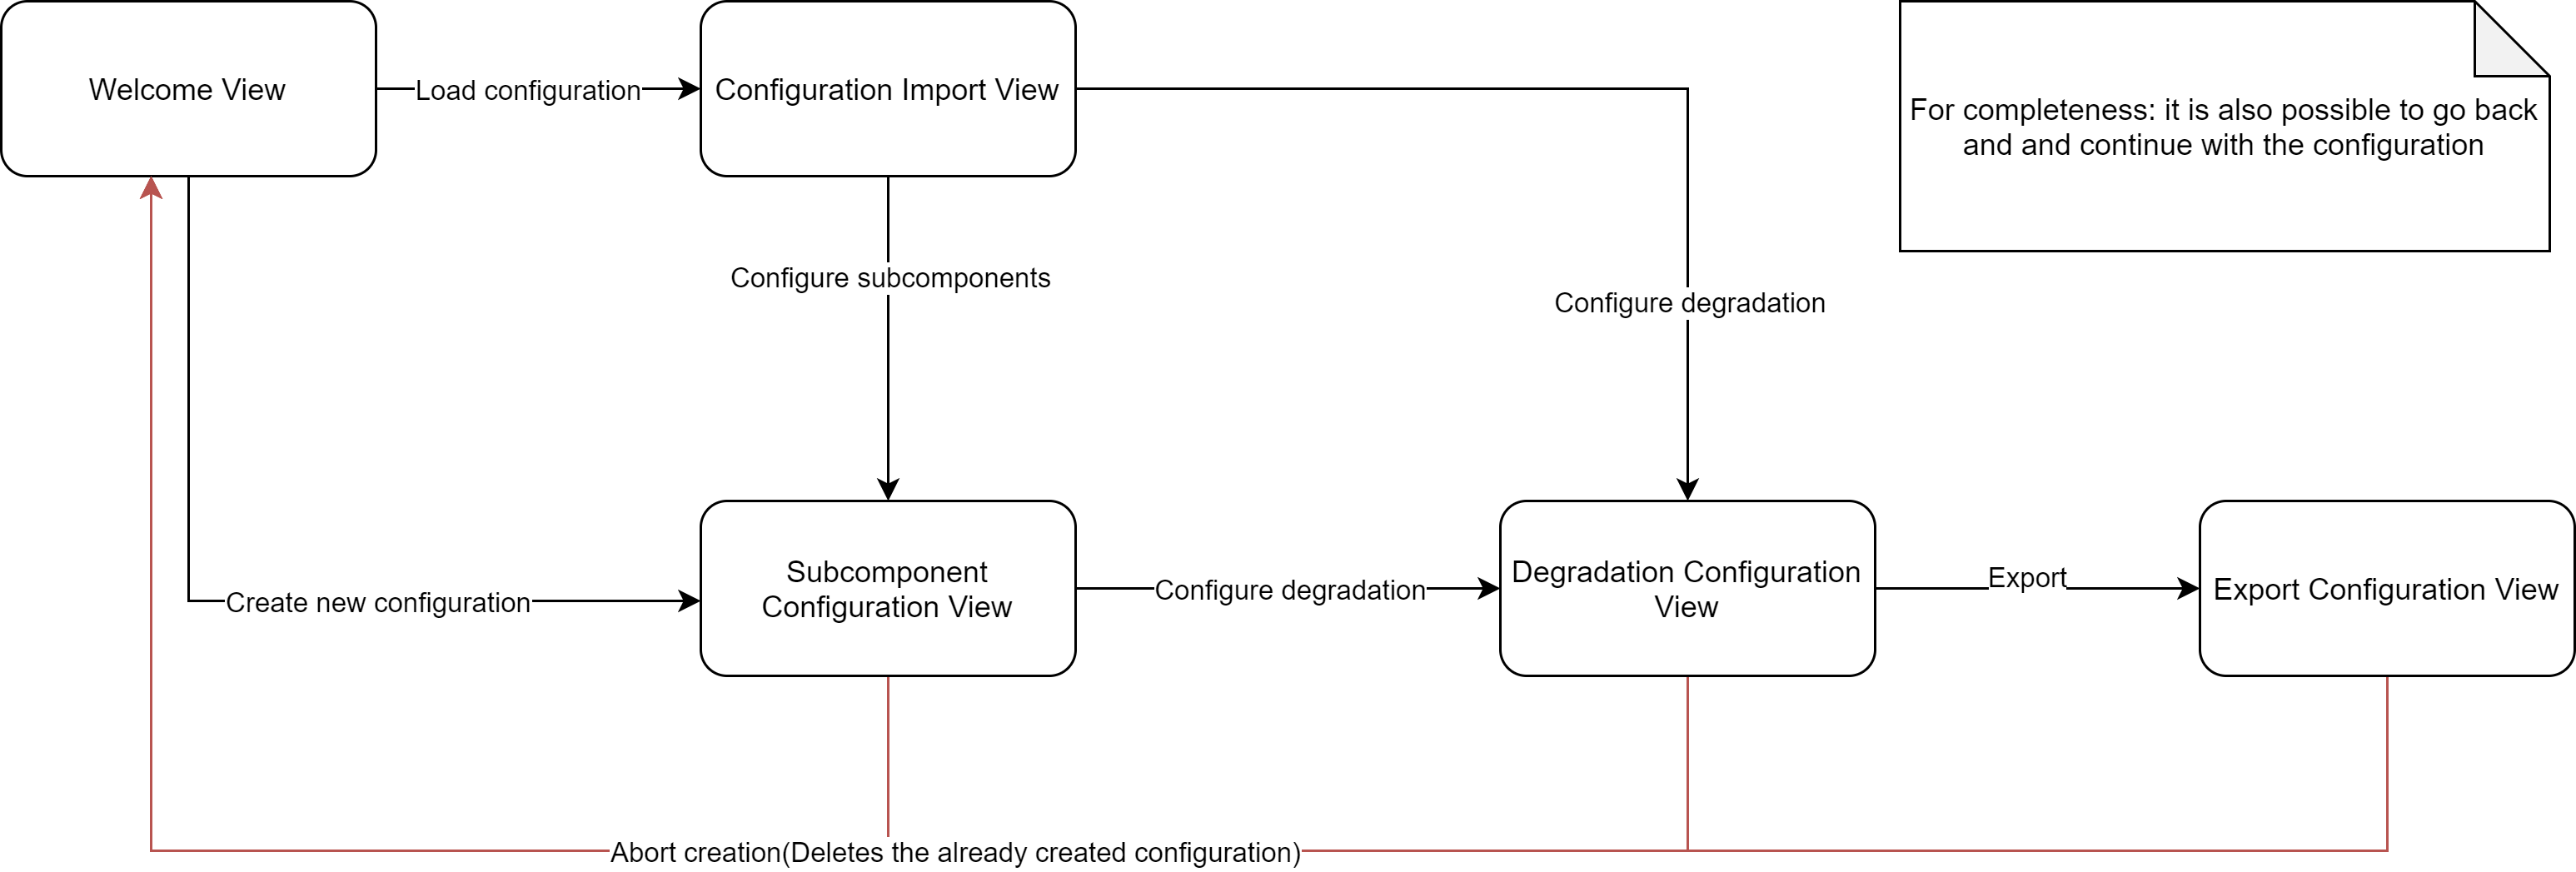 Welcome View
Load configuration
Configuration Import View
For completeness: it is also possible to go back
and and continue with the configuration
Configure subcomponents
Configure degradation
Create new configuration
Subcomponent
Configuration View
Configure degradation
Degradation Configuration
View
Export
Export Configuration View
Abort creation(Deletes the already created configuration)